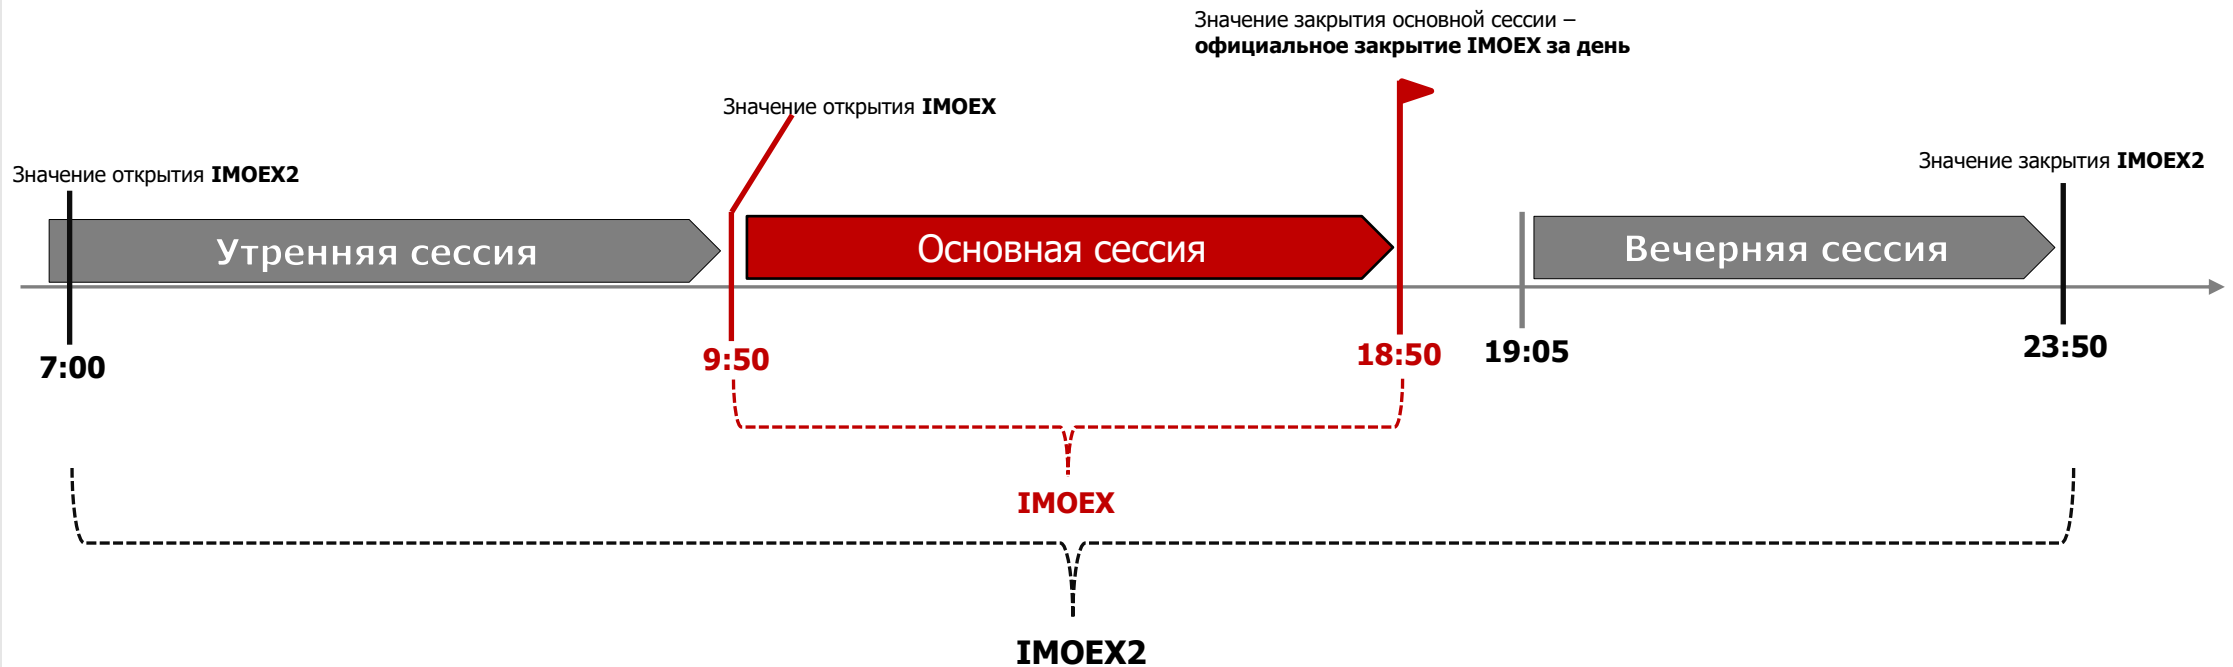 Значение закрытия основной сессии –
официальное закрытие IMOEX за день
Значение открытия IMOEX
Значение открытия IMOEX2
Значение закрытия IMOEX2
Утренняя сессия
Основная сессия
Вечерняя сессия
7:00
9:50
18:50
19:05
23:50
IMOEX
IMOEX2